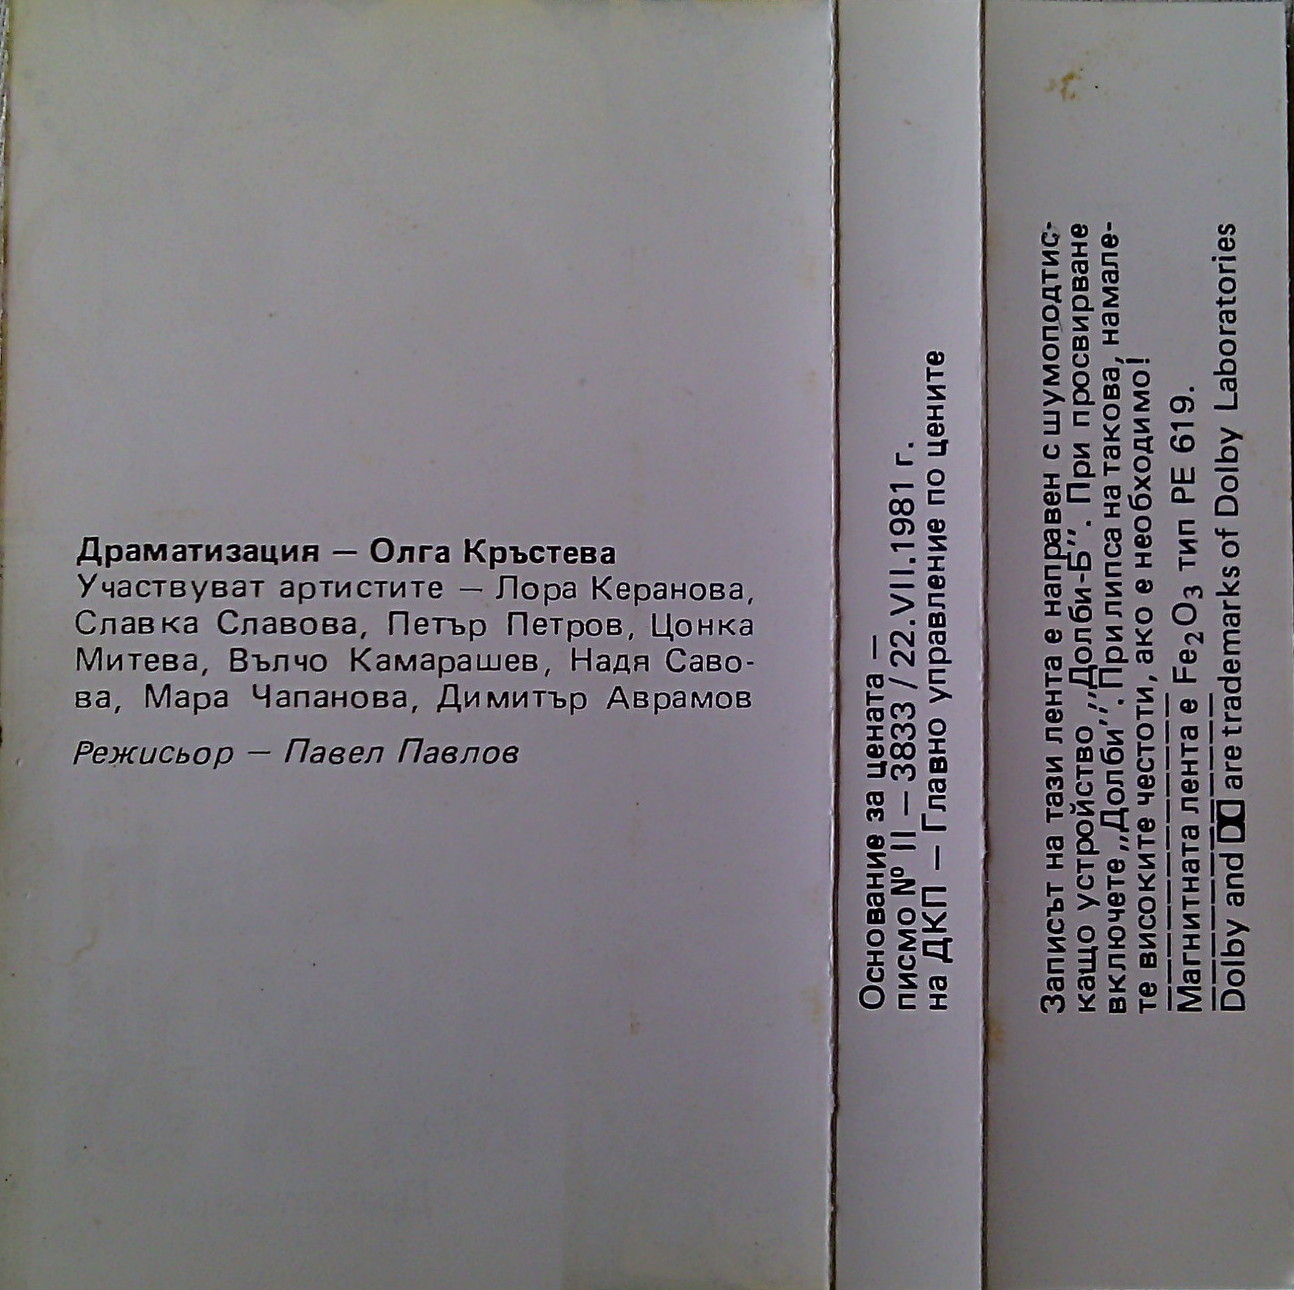 Драматизация — Олга Кръстева
Участвуват артистите — Лора Керанова,
Славка Славова, Петър Петров, Цонка
Митева, Вълчо Камарашев, Надя Саво-
ва, Мара Чапанова, Димитър Аврамов
Режисьор — Павел Павлов
Основание за цената —
писмо № II — 3833 / 22.VII.1981 г.
на ДКП — Главно управление по цените
Записът на тази лента е направен с шумоподтис-
кащо устройство „Долби-Б”. При просвирване
включете „Долби”. При липса на такова, намале-
те високите честоти, ако е необходимо!
Магнитната лента е Fe2O3 тип PE 619.
Dolby and are trademarks of Dolby Laboratories